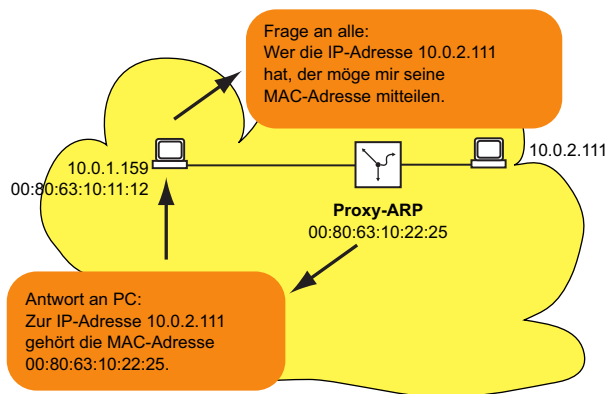 Frage an alle:
Wer die IP-Adresse 10.0.2.111
hat, der möge mir seine
MAC-Adresse mitteilen.
10.0.1.159
00:80:63:10:11:12
10.0.2.111
Proxy-ARP
00:80:63:10:22:25
Antwort an PC:
Zur IP-Adresse 10.0.2.111
gehört die MAC-Adresse
00:80:63:10:22:25.